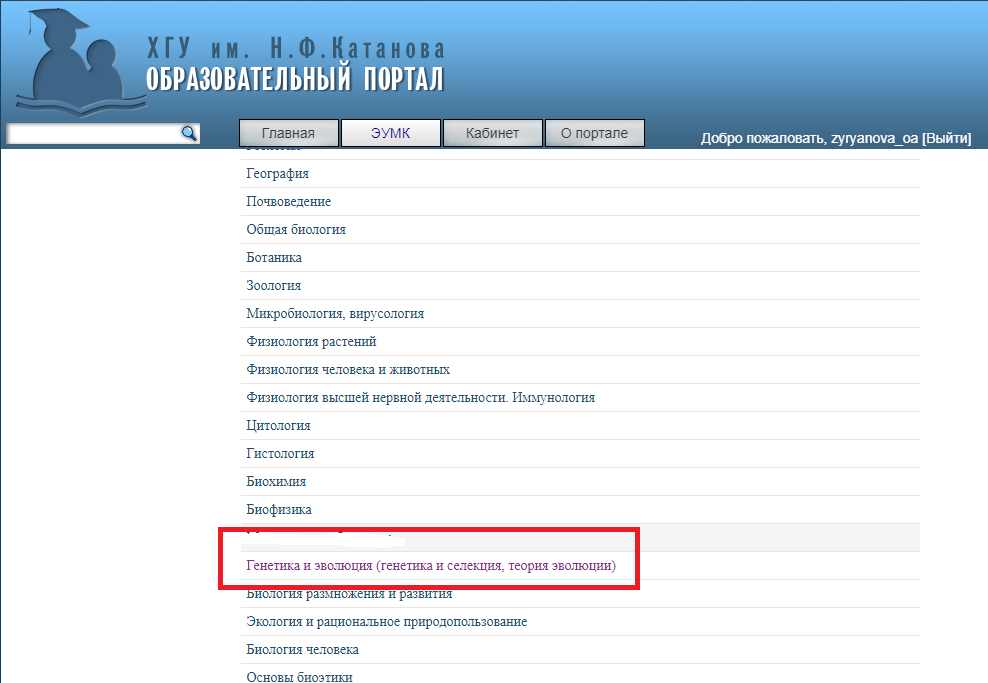 ХГУ им. Н.Ф.Катанова
ОБРАЗОВАТЕЛЬНЫЙ ПОРТАЛ
Главная
ЭУМК
Кабинет
О портале
Добро пожаловать, zyryanova_oa [Выйти]
География
Почвоведение
Общая биология
Ботаника
Зоология
Микробиология, вирусология
Физиология растений
Физиология человека и животных
Физиология высшей нервной деятельности. Иммунология
Цитология
Гистология
Биохимия
Биофизика
Генетика и эволюция (генетика и селекция, теория эволюции)
Биология размножения и развития
Экология и рациональное природопользование
Биология человека
Основы биоэтики